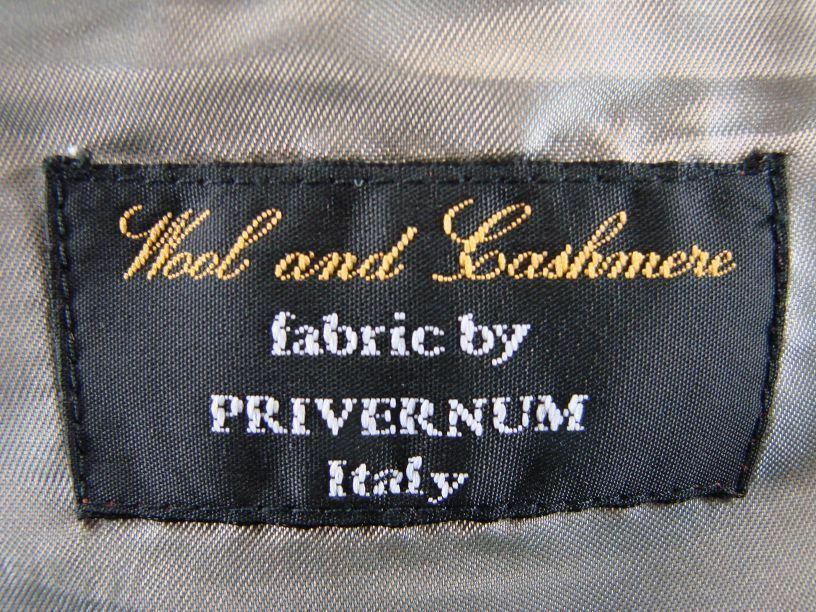 Wool and Cashmere
fabric by
PRIVERNUM
Italy